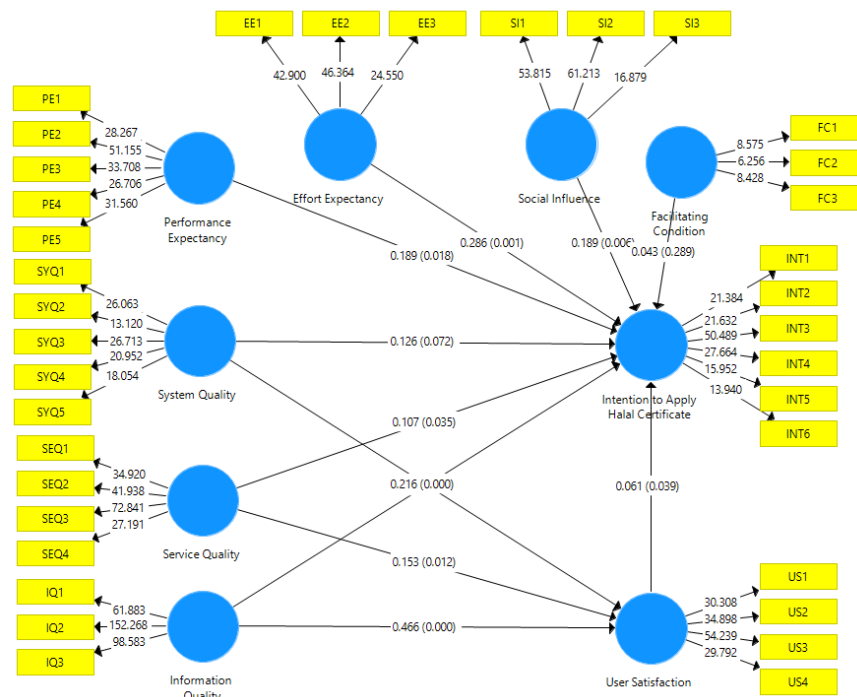 EE1
EE2
EE3
SI1
SI2
SI3
42.900
46.364
24.550
53.815
61.213
16.879
PE1
PE2
PE3
PE4
PE5
28.267
51.155
33.708
26.706
31.560
Performance
Expectancy
Effort Expectancy
Social Influence
Facilitating
Condition
8.575
6.256
8.428
FC1
FC2
FC3
0.189 (0.018)
0.286 (0.001)
0.189 (0.006)
0.043 (0.289)
SYQ1
SYQ2
SYQ3
SYQ4
SYQ5
26.063
13.120
26.713
20.952
18.054
System Quality
0.126 (0.072)
INT1
INT2
INT3
INT4
INT5
INT6
21.384
21.632
50.489
27.664
15.952
13.940
Intention to Apply
Halal Certificate
0.107 (0.035)
SEQ1
SEQ2
SEQ3
SEQ4
34.920
41.938
72.841
27.191
Service Quality
0.216 (0.000)
0.061 (0.039)
0.153 (0.012)
IQ1
IQ2
IQ3
61.883
152.268
98.583
Information
Quality
0.466 (0.000)
US1
US2
US3
US4
30.308
34.898
54.239
29.792
User Satisfaction